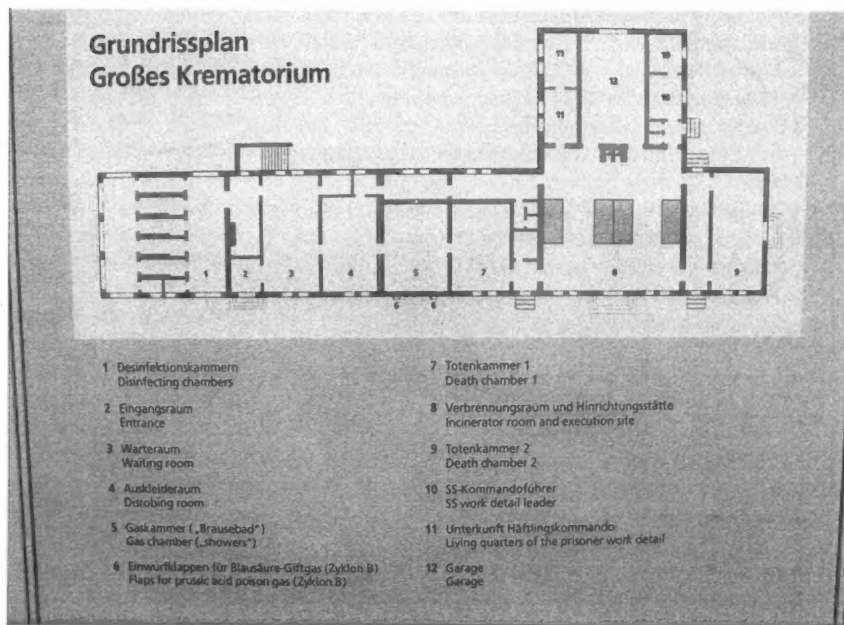 Grundrissplan
Großes Krematorium
11
12
10
11
10
1
2
3
4
5
7
8
9
6
6
1 Desinfektionskammern
Disinfecting chambers
2 Eingangsraum
Entrance
3 Warteraum
Waiting room
4 Auskleideraum
Disrobing room
5 Gaskammer („Brausebad“)
Gas chamber („showers“)
6 Einwurfklappen für Blausäure-Giftgas (Zyklon B)
Flaps for prussic acid poison gas (Zyklon B)
7 Totenkammer 1
Death chamber 1
8 Verbrennungsraum und Hinrichtungsstätte
Incinerator room and execution site
9 Totenkammer 2
Death chamber 2
10 SS-Kommandoführer
SS work detail leader
11 Unterkunft Häftlingskommando
Living quarters of the prisoner work detail
12 Garage
Garage